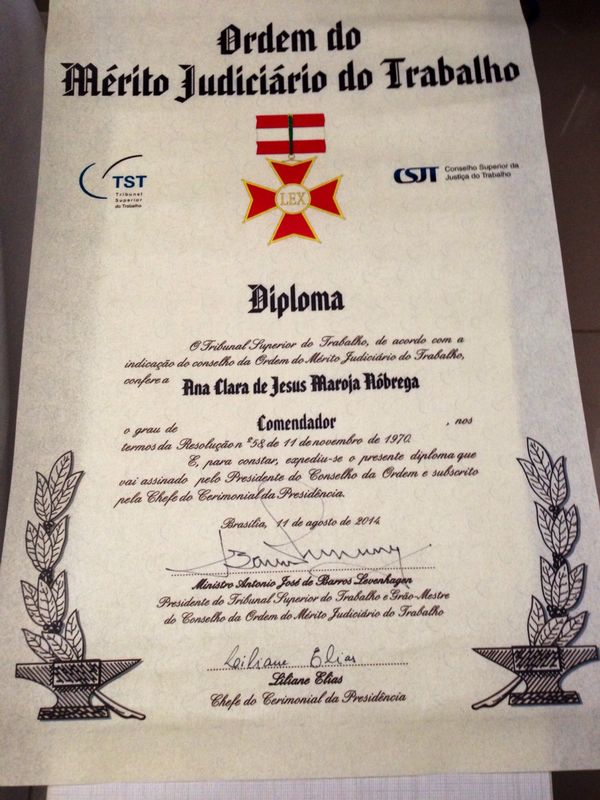 Ordem do
Mérito Judiciário do Trabalho
TST
Tribunal
Superior
do Trabalho
LEX
CSJT Conselho Superior da
Justiça do Trabalho
Diploma
O Tribunal Superior do Trabalho, de acordo com a
indicação do conselho da Ordem do Mérito Judiciário do Trabalho,
confere a Ana Clara de Jesus Maroja Nóbrega
o grau de Comendador , nos
termos da Resolução nº58, de 11 de novembro de 1970.
E, para constar, expediu-se o presente diploma que
vai assinado pelo Presidente do Conselho da Ordem e subscrito
pela Chefe do Cerimonial da Presidência.
Brasília, 11 de agosto de 2014.
Ministro Antonio José de Barros Levenhagen
Presidente do Tribunal Superior do Trabalho e Grão-Mestre
do Conselho da Ordem do Mérito Judiciário do Trabalho
Leiliane Elias
Liliane Elias
Chefe do Cerimonial da Presidência